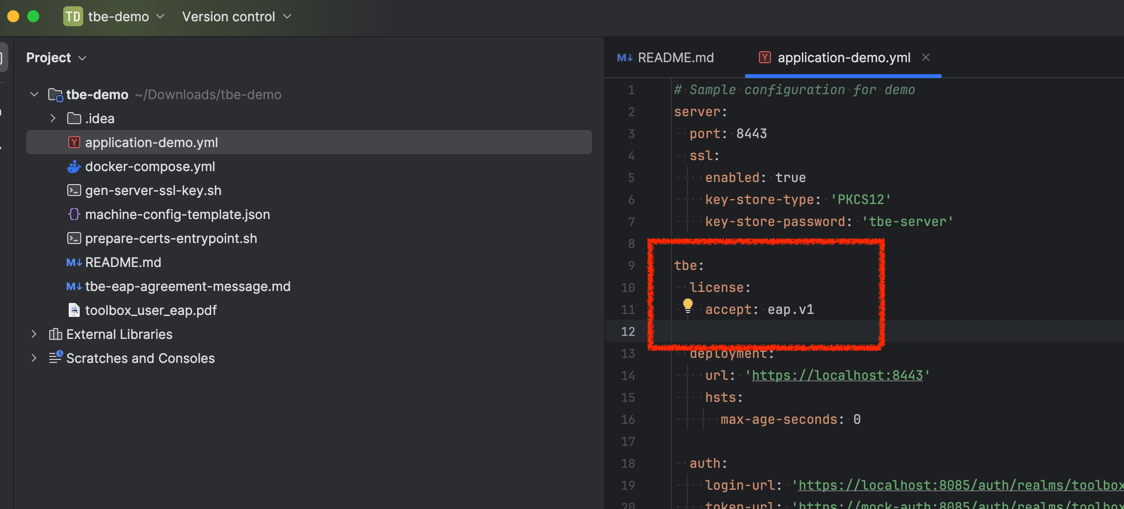 TD tbe-demo Version control
Project
tbe-demo ~/Downloads/tbe-demo
.idea
application-demo.yml
docker-compose.yml
gen-server-ssl-key.sh
machine-config-template.json
prepare-certs-entrypoint.sh
README.md
tbe-eap-agreement-message.md
toolbox_user_eap.pdf
External Libraries
Scratches and Consoles
README.md application-demo.yml
1 # Sample configuration for demo
2 server:
3 port: 8443
4 ssl:
5 enabled: true
6 key-store-type: 'PKCS12'
7 key-store-password: 'tbe-server'
8
9 tbe:
10 license:
11 accept: eap.v1
12
13 deployment:
14 url: 'https://localhost:8443'
15 hsts:
16 max-age-seconds: 0
17
18 auth:
19 login-url: 'https://localhost:8085/auth/realms/toolbox
20 token-url: 'https://mock-auth:8085/auth/realms/toolbox